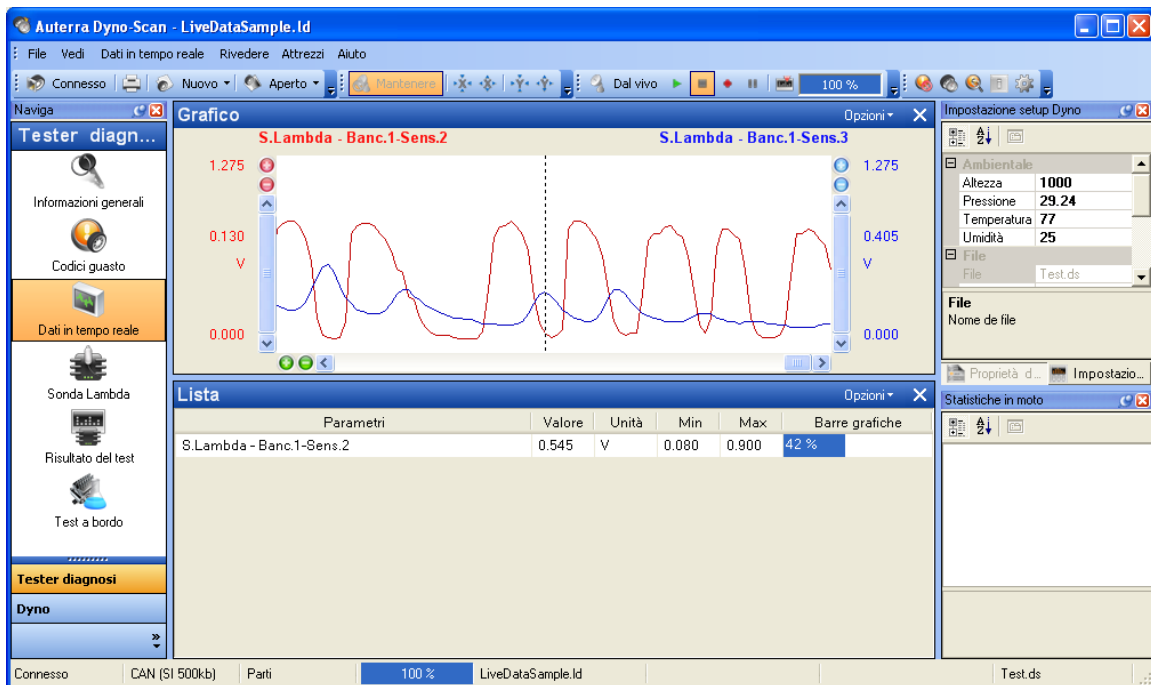 Auterra Dyno-Scan - LiveDataSample.ld
File Vedi Dati in tempo reale Rivedere Attrezzi Aiuto
Connesso Nuovo Aperto Mantenere Dal vivo 100 %
Naviga
Tester diagn...
Informazioni generali
Codici guasto
Dati in tempo reale
Sonda Lambda
Risultato del test
Test a bordo
Tester diagnosi
Dyno
Grafico Opzioni
S.Lambda - Banc.1-Sens.2 S.Lambda - Banc.1-Sens.3
1.275 1.275
0.130 0.405
V V
0.000 0.000
Lista Opzioni
Parametri Valore Unità Min Max Barre grafiche
S.Lambda - Banc.1-Sens.2 0.545 V 0.080 0.900 42 %
Impostazione setup Dyno
Ambientale
Altezza 1000
Pressione 29.24
Temperatura 77
Umidità 25
File
File Test.ds
File
Nome de file
Proprietà d... Impostazio...
Statistiche in moto
Connesso CAN (SI 500kb) Parti 100 % LiveDataSample.ld Test.ds